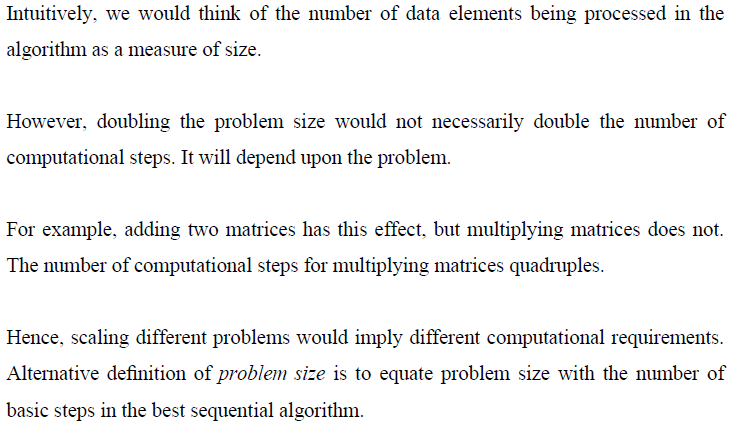 Intuitively, we would think of the number of data elements being processed in the
algorithm as a measure of size.
However, doubling the problem size would not necessarily double the number of
computational steps. It will depend upon the problem.
For example, adding two matrices has this effect, but multiplying matrices does not.
The number of computational steps for multiplying matrices quadruples.
Hence, scaling different problems would imply different computational requirements.
Alternative definition of problem size is to equate problem size with the number of
basic steps in the best sequential algorithm.